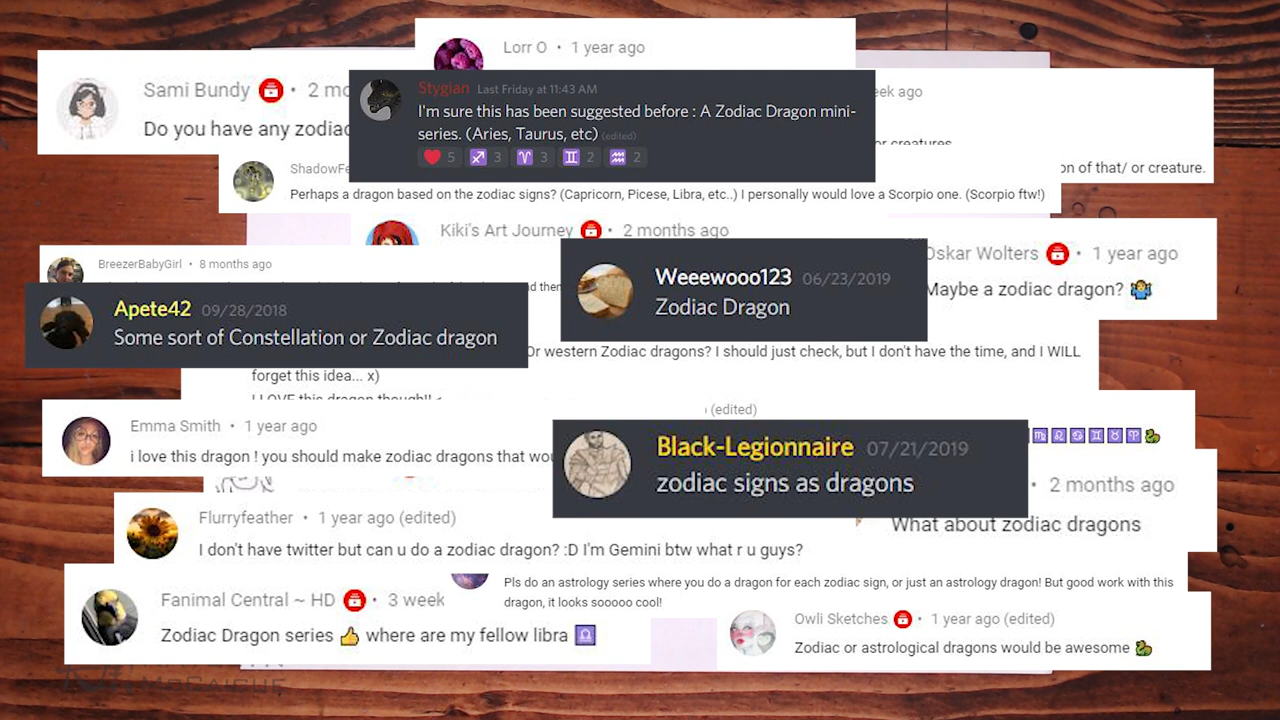 Lorr O • 1 year ago
Sami Bundy • 2 mo
Do you have any zodiac
Stygian Last Friday at 11:43 AM
I'm sure this has been suggested before : A Zodiac Dragon mini-
series. (Aries, Taurus, etc) (edited)
❤️ 5 ♐ 3 ♈ 3 ♊ 2 ♒ 2
eek ago
or creatures
on of that/ or creature.
ShadowFe
Perhaps a dragon based on the zodiac signs? (Capricorn, Picese, Libra, etc..) I personally would love a Scorpio one. (Scorpio ftw!)
Kiki's Art Journey • 2 months ago
Oskar Wolters • 1 year ago
Maybe a zodiac dragon? 🤷‍♂️
BreezerBabyGirl • 8 months ago
Apete42 09/28/2018
Some sort of Constellation or Zodiac dragon
Weeewooo123 06/23/2019
Zodiac Dragon
Or western Zodiac dragons? I should just check, but I don't have the time, and I WILL
forget this idea... x)
I LOVE this dragon though!!
Emma Smith • 1 year ago
i love this dragon ! you should make zodiac dragons that wou
(edited)
♍♌♋♊♉♈🐉
Black-Legionnaire 07/21/2019
zodiac signs as dragons
• 2 months ago
What about zodiac dragons
Flurryfeather • 1 year ago (edited)
I don't have twitter but can u do a zodiac dragon? :D I'm Gemini btw what r u guys?
Pls do an astrology series where you do a dragon for each zodiac sign, or just an astrology dragon! But good work with this
dragon, it looks sooooo cool!
Fanimal Central ~ HD • 3 week
Zodiac Dragon series 👍 where are my fellow libra ♎
Owli Sketches • 1 year ago (edited)
Zodiac or astrological dragons would be awesome 🐉